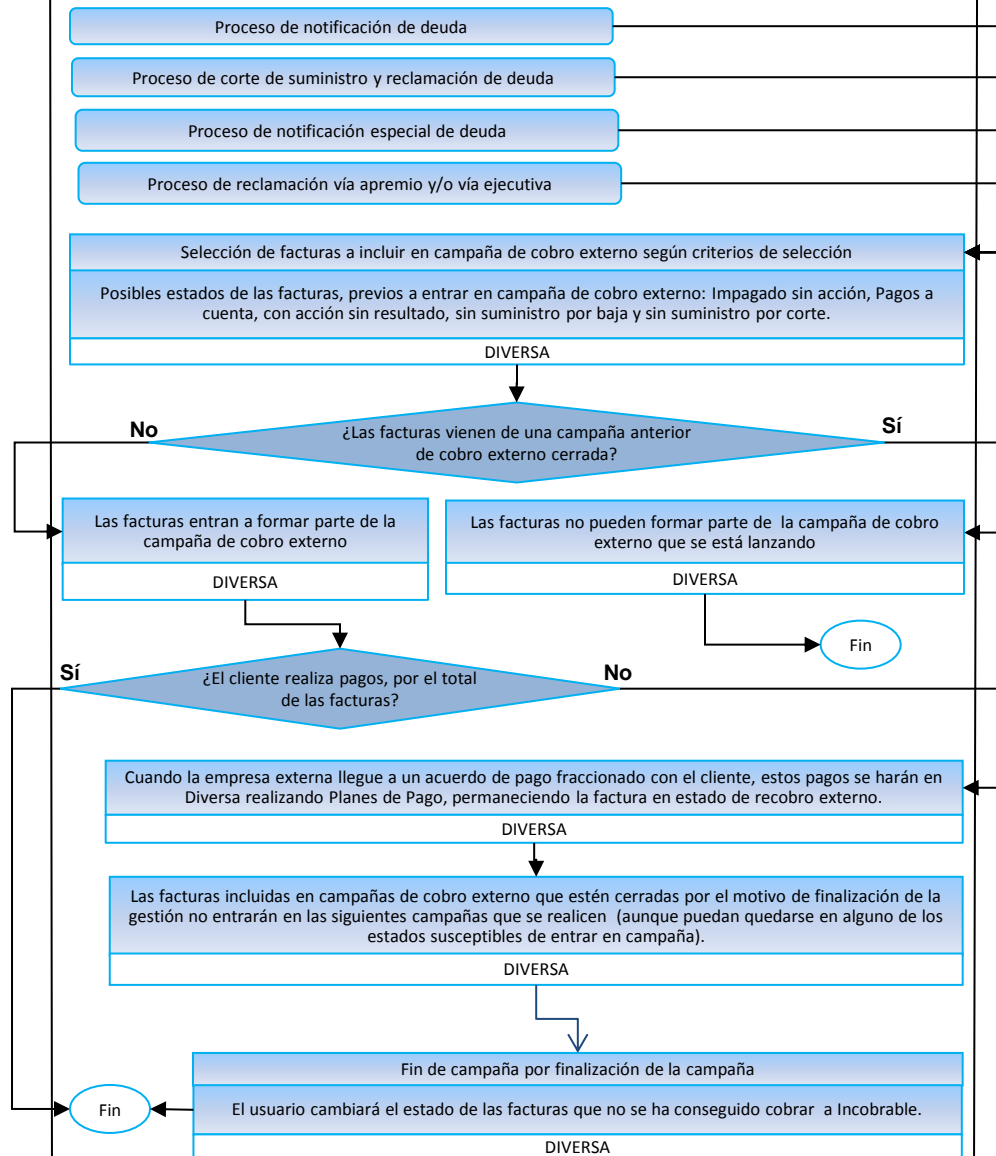 Proceso de notificación de deuda
Proceso de corte de suministro y reclamación de deuda
Proceso de notificación especial de deuda
Proceso de reclamación vía apremio y/o vía ejecutiva
Selección de facturas a incluir en campaña de cobro externo según criterios de selección
Posibles estados de las facturas, previos a entrar en campaña de cobro externo: Impagado sin acción, Pagos a
cuenta, con acción sin resultado, sin suministro por baja y sin suministro por corte.
DIVERSA
No
¿Las facturas vienen de una campaña anterior
de cobro externo cerrada?
Sí
Las facturas entran a formar parte de la
campaña de cobro externo
DIVERSA
Las facturas no pueden formar parte de la campaña de cobro
externo que se está lanzando
DIVERSA
Fin
Sí
¿El cliente realiza pagos, por el total
de las facturas?
No
Cuando la empresa externa llegue a un acuerdo de pago fraccionado con el cliente, estos pagos se harán en
Diversa realizando Planes de Pago, permaneciendo la factura en estado de recobro externo.
DIVERSA
Las facturas incluidas en campañas de cobro externo que estén cerradas por el motivo de finalización de la
gestión no entrarán en las siguientes campañas que se realicen (aunque puedan quedarse en alguno de los
estados susceptibles de entrar en campaña).
DIVERSA
Fin de campaña por finalización de la campaña
Fin
El usuario cambiará el estado de las facturas que no se ha conseguido cobrar a Incobrable.
DIVERSA